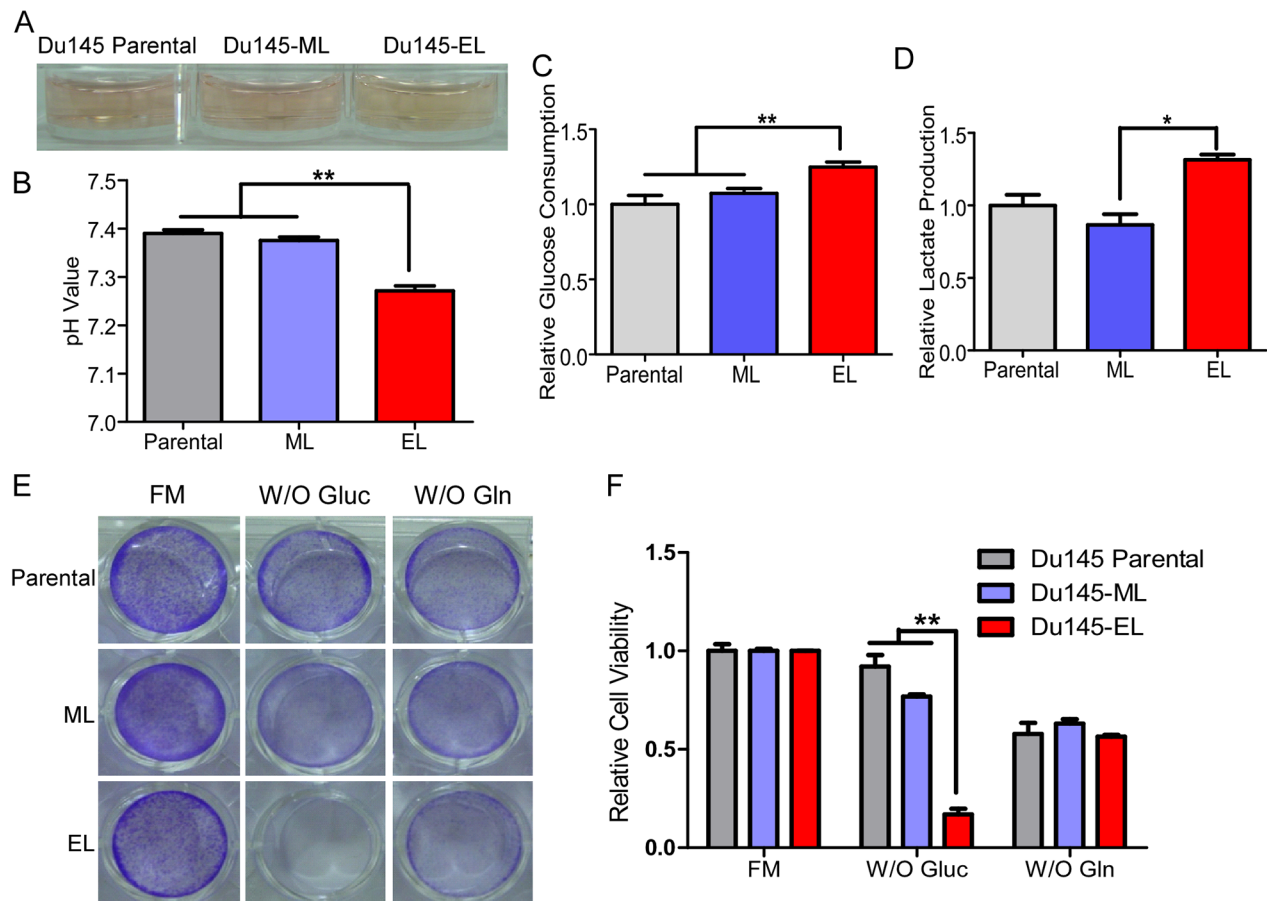 A
Du145 Parental Du145-ML Du145-EL
B
pH Value
7.5
7.4
7.3
7.2
7.1
7.0
**
Parental ML EL
C
Relative Glucose Consumption
1.5
1.0
0.5
0.0
**
Parental ML EL
D
Relative Lactate Production
1.5
1.0
0.5
0.0
*
Parental ML EL
E
FM W/O Gluc W/O Gln
Parental
ML
EL
F
Relative Cell Viability
1.5
1.0
0.5
0.0
**
Du145 Parental
Du145-ML
Du145-EL
FM W/O Gluc W/O Gln